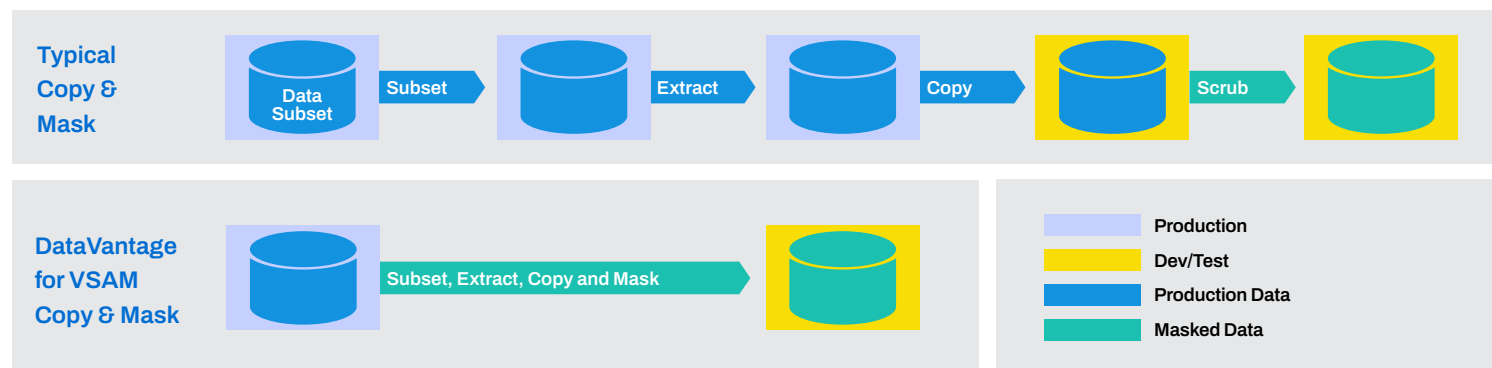 Typical
Copy &
Mask
Data
Subset
Subset
Extract
Copy
Scrub
DataVantage
for VSAM
Copy & Mask
Subset, Extract, Copy and Mask
Production
Dev/Test
Production Data
Masked Data